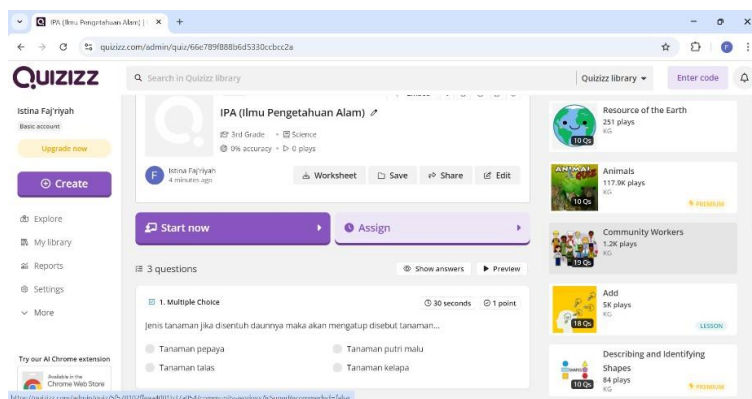 IPA (Ilmu Pengetahuan Alam) |
quizizz.com/admin/quiz/66e789f888b6d5330ccbcc2a
QUIZIZZ
Search in Quizizz library
Quizizz library
Enter code
Istina Faj'riyah
Basic account
Upgrade now
Create
Explore
My library
Reports
Settings
More
Try our AI Chrome extension
Available in the
Chrome Web Store
IPA (Ilmu Pengetahuan Alam)
3rd Grade • Science
0% accuracy • 0 plays
F
Istina Faj'riyah
4 minutes ago
Worksheet
Save
Share
Edit
Start now
Assign
3 questions
Show answers
Preview
1. Multiple Choice
30 seconds
1 point
Jenis tanaman jika disentuh daunnya maka akan mengatup disebut tanaman...
Tanaman pepaya
Tanaman putri malu
Tanaman talas
Tanaman kelapa
Resource of the Earth
251 plays
KG
10 Qs
Animals
117.9K plays
KG
10 Qs
PREMIUM
Community Workers
1.2K plays
KG
19 Qs
Add
5K plays
KG
18 Qs
LESSON
Describing and Identifying
Shapes
84 plays
KG
10 Qs
PREMIUM